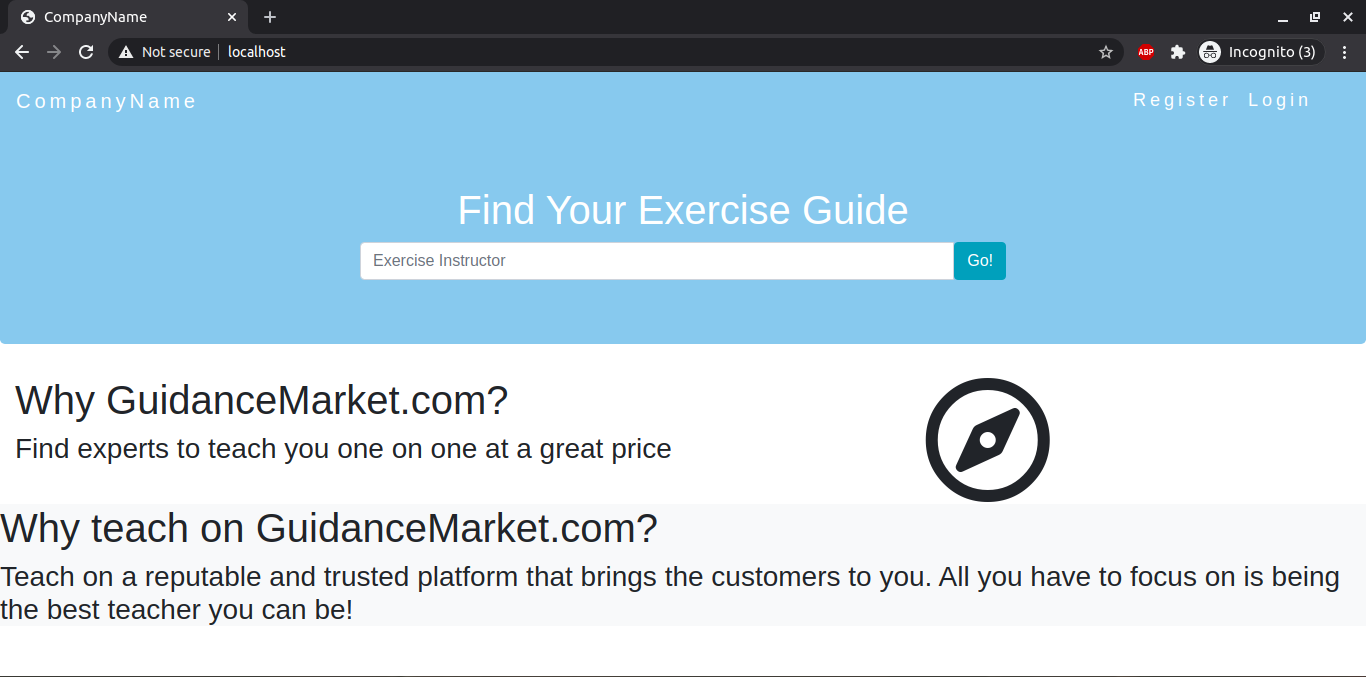 CompanyName
Not secure localhost
ABP
Incognito (3)
CompanyName
Register Login
Find Your Exercise Guide
Exercise Instructor
Go!
Why GuidanceMarket.com?
Find experts to teach you one on one at a great price
Why teach on GuidanceMarket.com?
Teach on a reputable and trusted platform that brings the customers to you. All you have to focus on is being
the best teacher you can be!